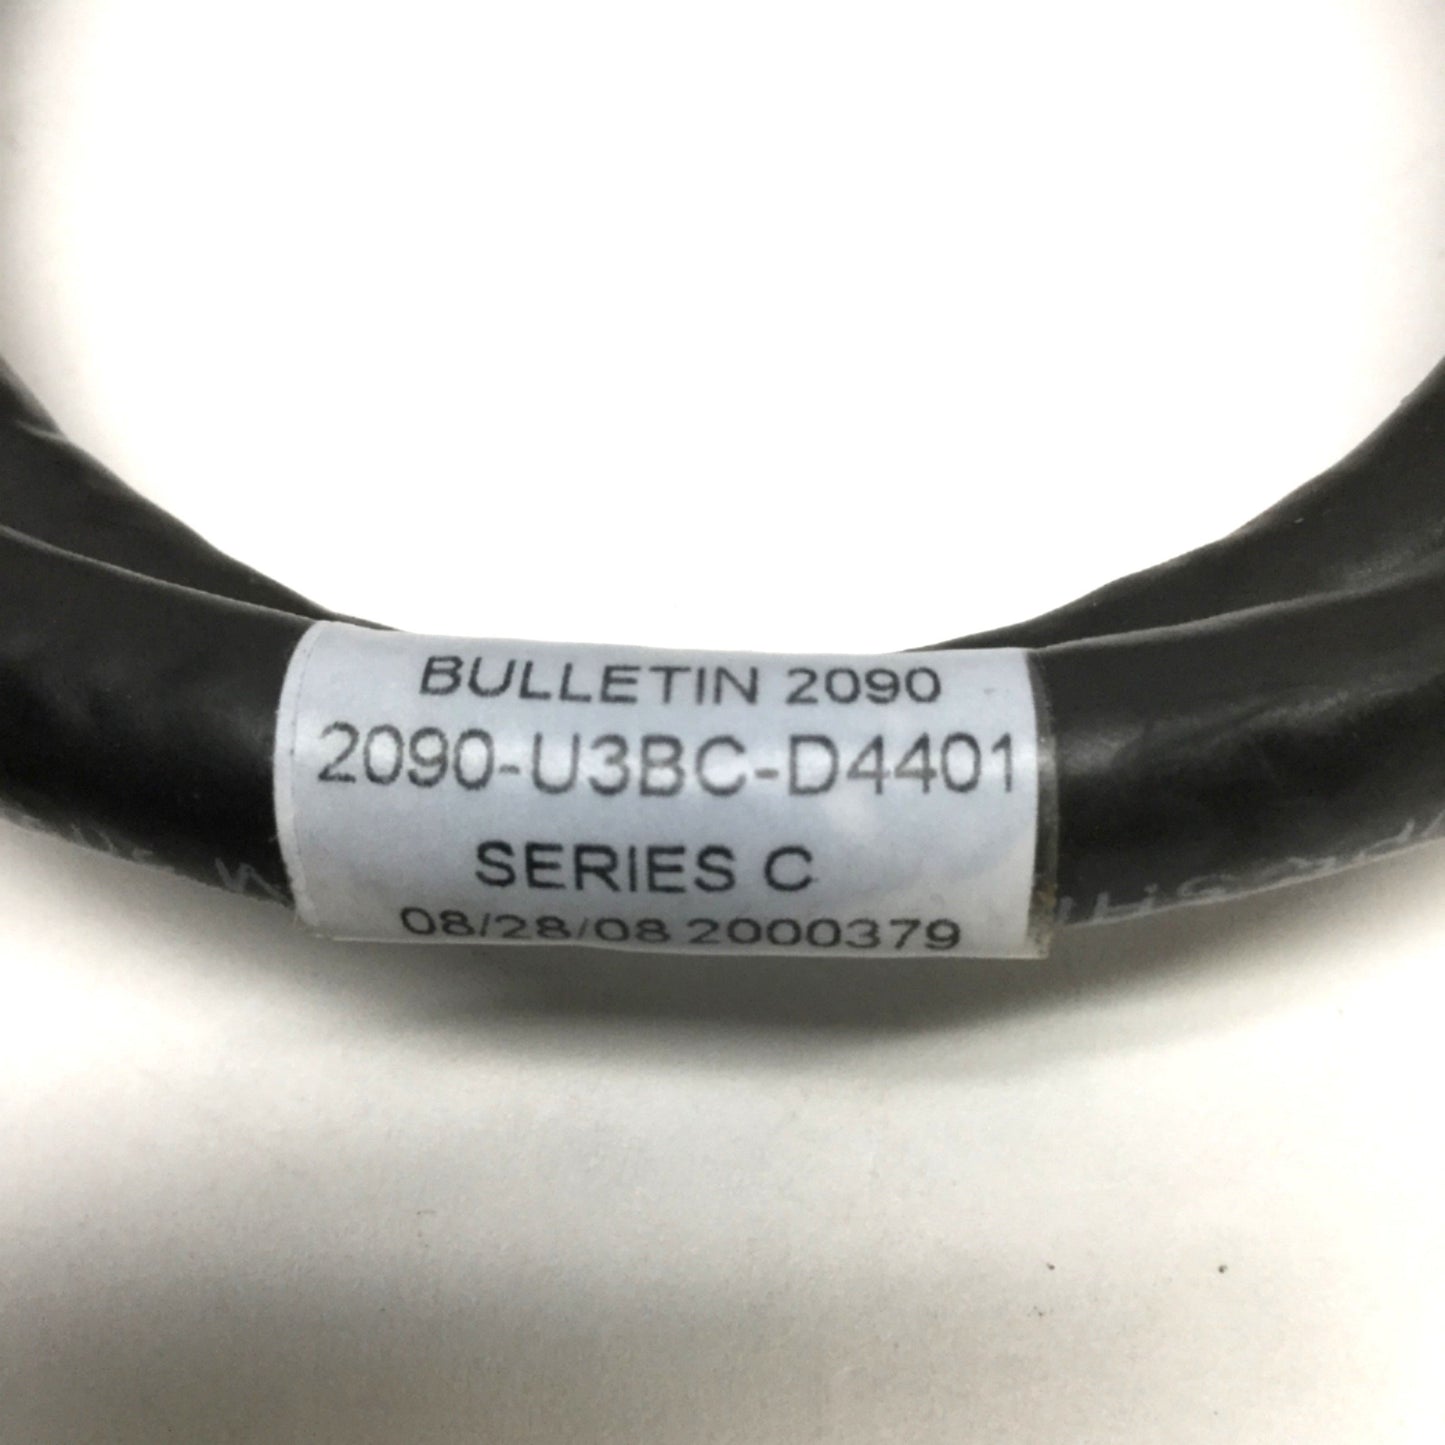 BULLETIN 2090
2090-U3BC-D4401
SERIES C
08/28/08 2000379